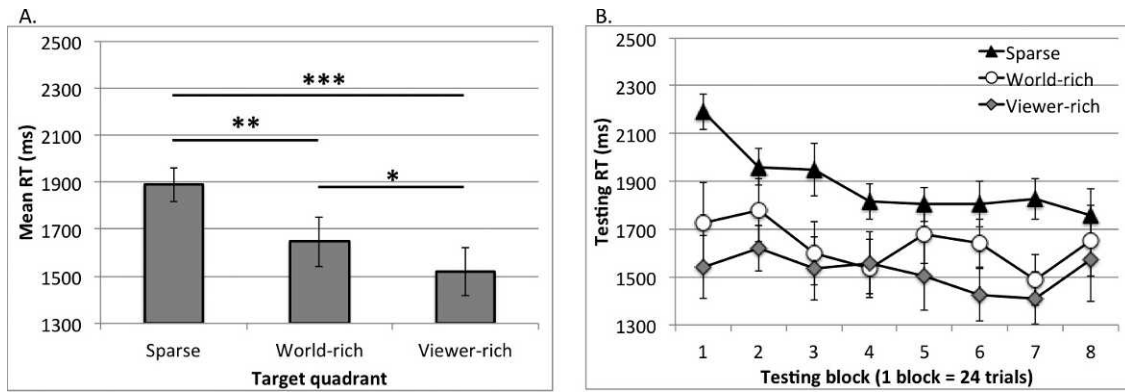 A.
2500
2300
2100
1900
1700
1500
1300
Mean RT (ms)
***
**
*
Sparse World-rich Viewer-rich
Target quadrant
B.
2500
2300
2100
1900
1700
1500
1300
Testing RT (ms)
Sparse
World-rich
Viewer-rich
1 2 3 4 5 6 7 8
Testing block (1 block = 24 trials)